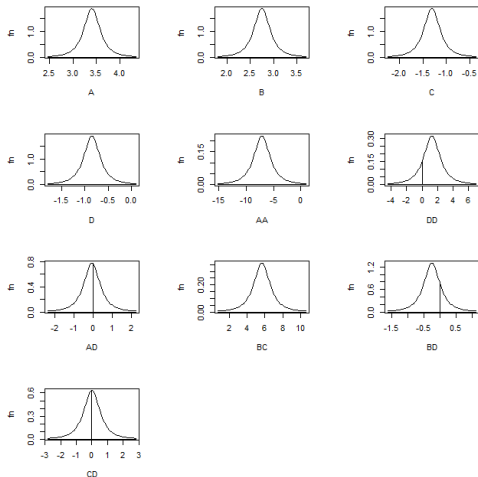 fn
0.0 1.0
2.5 3.0 3.5 4.0
A
fn
0.0 1.0
2.0 2.5 3.0 3.5
B
fn
0.0 1.0
-2.0 -1.5 -1.0 -0.5
C
fn
0.0 1.0
-1.5 -1.0 -0.5 0.0
D
fn
0.00 0.15
-15 -10 -5 0
AA
fn
0.00 0.15 0.30
-4 -2 0 2 4 6
DD
fn
0.0 0.4 0.8
-2 -1 0 1 2
AD
fn
0.00 0.20
2 4 6 8 10
BC
fn
0.0 0.6 1.2
-1.5 -0.5 0.5
BD
fn
0.0 0.3 0.6
-3 -2 -1 0 1 2 3
CD